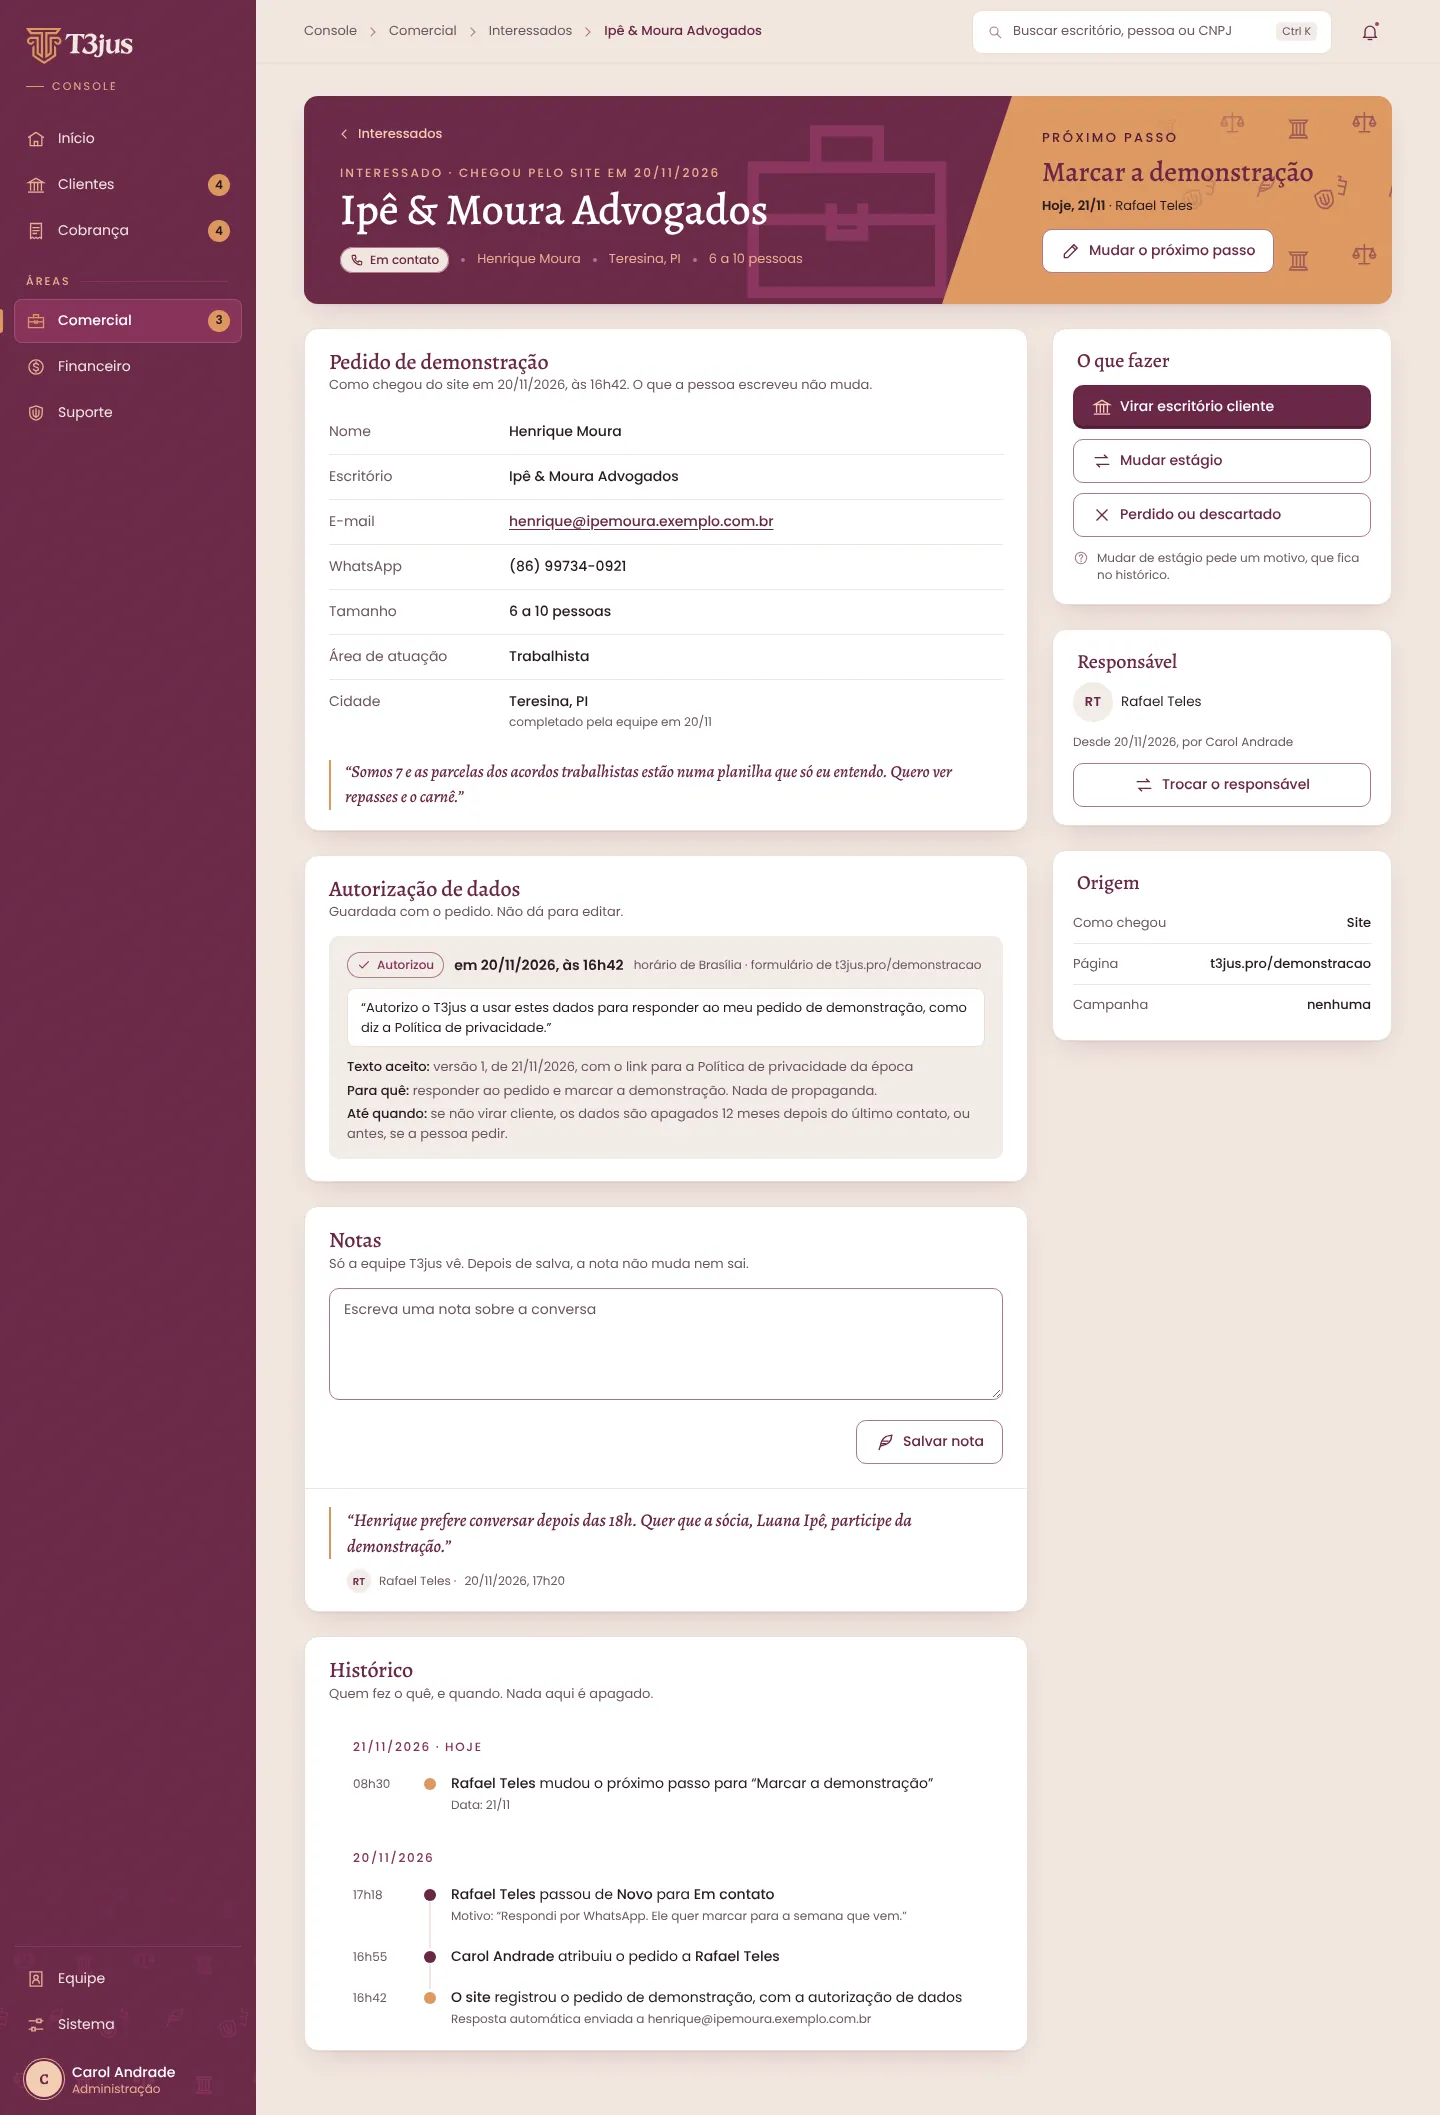 T3jus
CONSOLE
Início
Clientes 4
Cobrança 4
ÁREAS
Comercial 3
Financeiro
Suporte
Equipe
Sistema
C Carol Andrade
Administração
Console Comercial Interessados Ipê & Moura Advogados
Buscar escritório, pessoa ou CNPJ Ctrl K
Interessados
INTERESSADO · CHEGOU PELO SITE EM 20/11/2026
Ipê & Moura Advogados
Em contato • Henrique Moura • Teresina, PI • 6 a 10 pessoas
PRÓXIMO PASSO
Marcar a demonstração
Hoje, 21/11 · Rafael Teles
Mudar o próximo passo
Pedido de demonstração
Como chegou do site em 20/11/2026, às 16h42. O que a pessoa escreveu não muda.
Nome Henrique Moura
Escritório Ipê & Moura Advogados
E-mail henrique@ipemoura.exemplo.com.br
WhatsApp (86) 99734-0921
Tamanho 6 a 10 pessoas
Área de atuação Trabalhista
Cidade Teresina, PI
completado pela equipe em 20/11
“Somos 7 e as parcelas dos acordos trabalhistas estão numa planilha que só eu entendo. Quero ver
repasses e o carnê.”
Autorização de dados
Guardada com o pedido. Não dá para editar.
Autorizou em 20/11/2026, às 16h42 horário de Brasília · formulário de t3jus.pro/demonstracao
“Autorizo o T3jus a usar estes dados para responder ao meu pedido de demonstração, como
diz a Política de privacidade.”
Texto aceito: versão 1, de 21/11/2026, com o link para a Política de privacidade da época
Para quê: responder ao pedido e marcar a demonstração. Nada de propaganda.
Até quando: se não virar cliente, os dados são apagados 12 meses depois do último contato, ou
antes, se a pessoa pedir.
Notas
Só a equipe T3jus vê. Depois de salva, a nota não muda nem sai.
Escreva uma nota sobre a conversa
Salvar nota
“Henrique prefere conversar depois das 18h. Quer que a sócia, Luana Ipê, participe da
demonstração.”
RT Rafael Teles · 20/11/2026, 17h20
Histórico
Quem fez o quê, e quando. Nada aqui é apagado.
21/11/2026 · HOJE
08h30 Rafael Teles mudou o próximo passo para “Marcar a demonstração”
Data: 21/11
20/11/2026
17h18 Rafael Teles passou de Novo para Em contato
Motivo: “Respondi por WhatsApp. Ele quer marcar para a semana que vem.”
16h55 Carol Andrade atribuiu o pedido a Rafael Teles
16h42 O site registrou o pedido de demonstração, com a autorização de dados
Resposta automática enviada a henrique@ipemoura.exemplo.com.br
O que fazer
Virar escritório cliente
Mudar estágio
Perdido ou descartado
Mudar de estágio pede um motivo, que fica
no histórico.
Responsável
RT Rafael Teles
Desde 20/11/2026, por Carol Andrade
Trocar o responsável
Origem
Como chegou Site
Página t3jus.pro/demonstracao
Campanha nenhuma